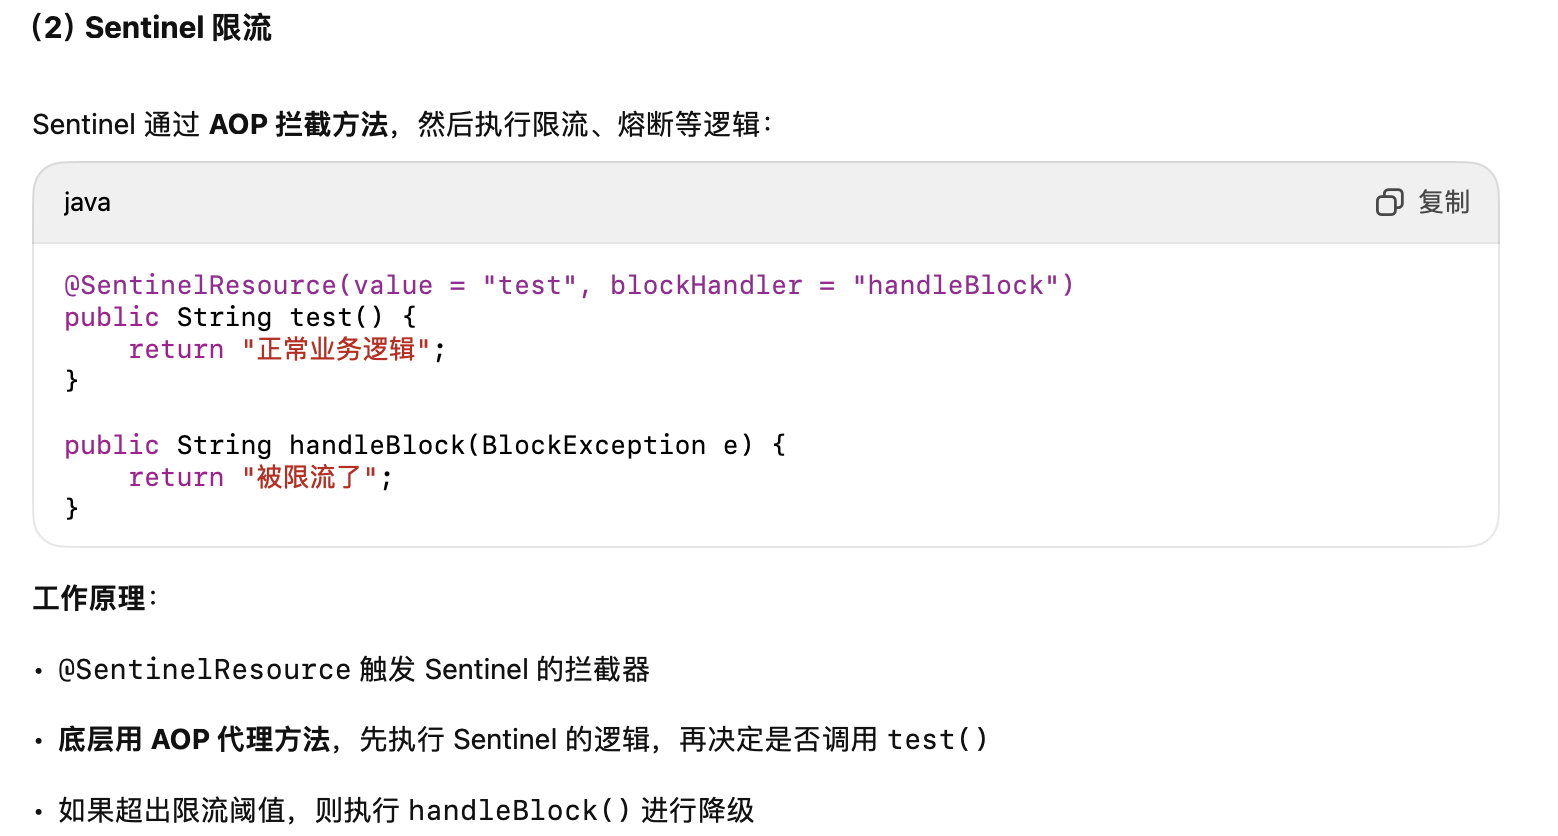 (2) Sentinel 限流
Sentinel 通过 AOP 拦截方法，然后执行限流、熔断等逻辑：
java
复制
@SentinelResource(value = "test", blockHandler = "handleBlock")
public String test() {
    return "正常业务逻辑";
}
public String handleBlock(BlockException e) {
    return "被限流了";
}
工作原理：
• @SentinelResource 触发 Sentinel 的拦截器
• 底层用 AOP 代理方法，先执行 Sentinel 的逻辑，再决定是否调用 test()
• 如果超出限流阈值，则执行 handleBlock() 进行降级